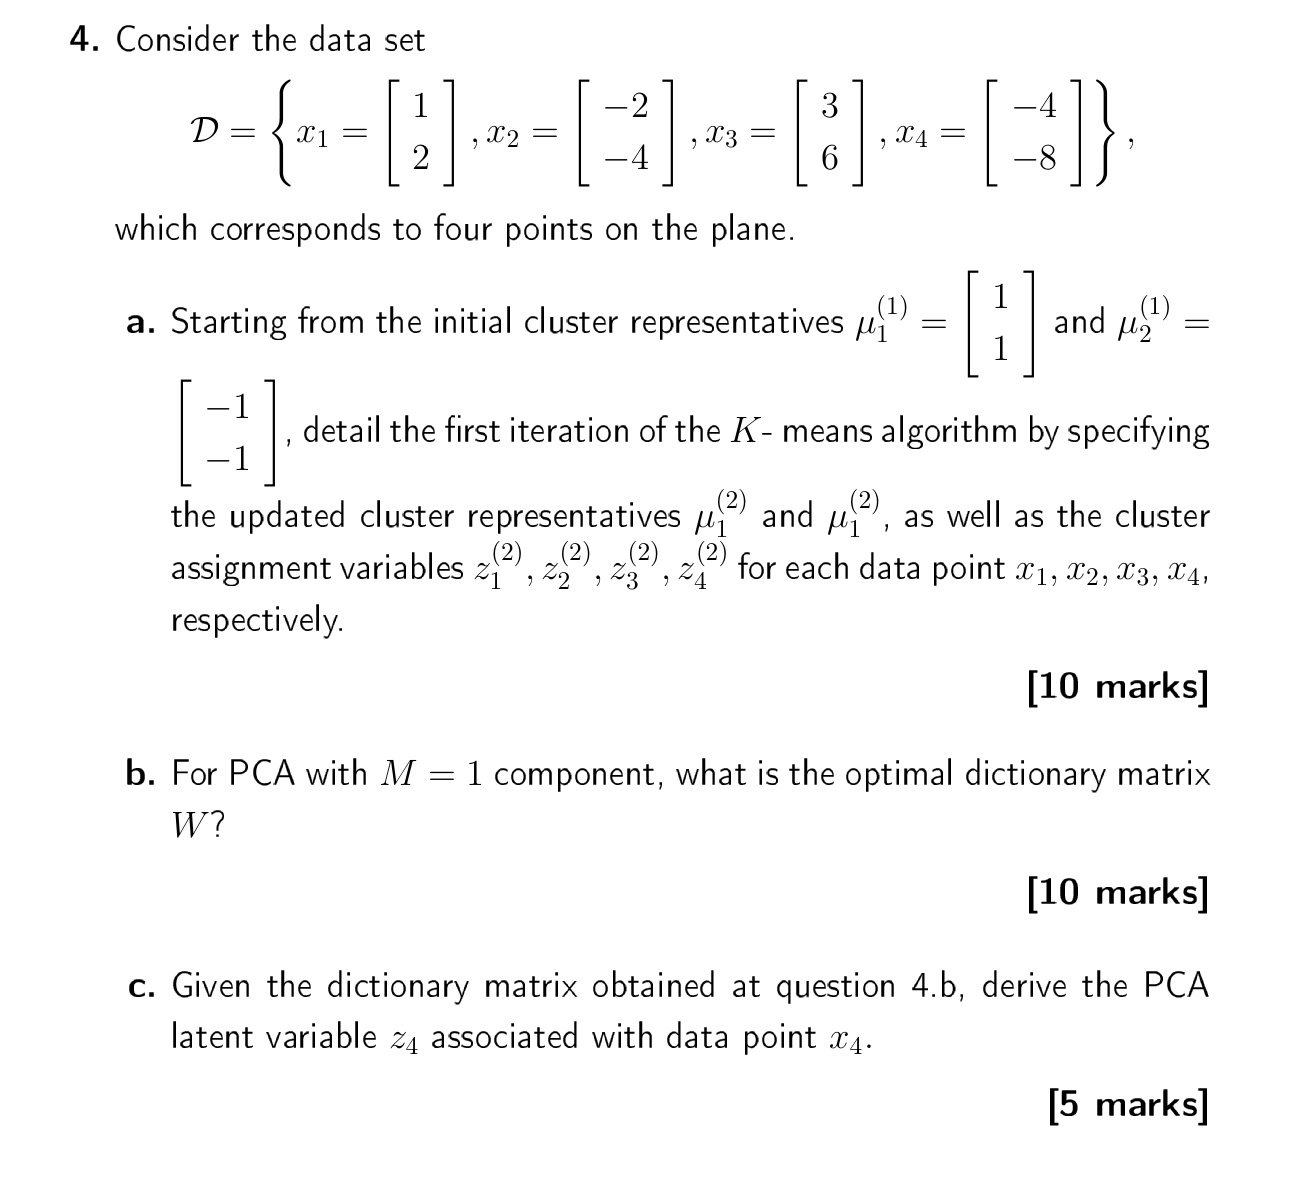 4. Consider the data set
$\mathcal{D} = \left\{ x_1 = \begin{bmatrix} 1 \\ 2 \end{bmatrix}, x_2 = \begin{bmatrix} -2 \\ -4 \end{bmatrix}, x_3 = \begin{bmatrix} 3 \\ 6 \end{bmatrix}, x_4 = \begin{bmatrix} -4 \\ -8 \end{bmatrix} \right\},$
which corresponds to four points on the plane.
a. Starting from the initial cluster representatives $\mu_1^{(1)} = \begin{bmatrix} 1 \\ 1 \end{bmatrix}$ and $\mu_2^{(1)} =$
$\begin{bmatrix} -1 \\ -1 \end{bmatrix}$, detail the first iteration of the $K$- means algorithm by specifying
the updated cluster representatives $\mu_1^{(2)}$ and $\mu_1^{(2)}$, as well as the cluster
assignment variables $z_1^{(2)}, z_2^{(2)}, z_3^{(2)}, z_4^{(2)}$ for each data point $x_1, x_2, x_3, x_4$,
respectively.
[10 marks]
b. For PCA with $M = 1$ component, what is the optimal dictionary matrix
$W$?
[10 marks]
c. Given the dictionary matrix obtained at question 4.b, derive the PCA
latent variable $z_4$ associated with data point $x_4$.
[5 marks]